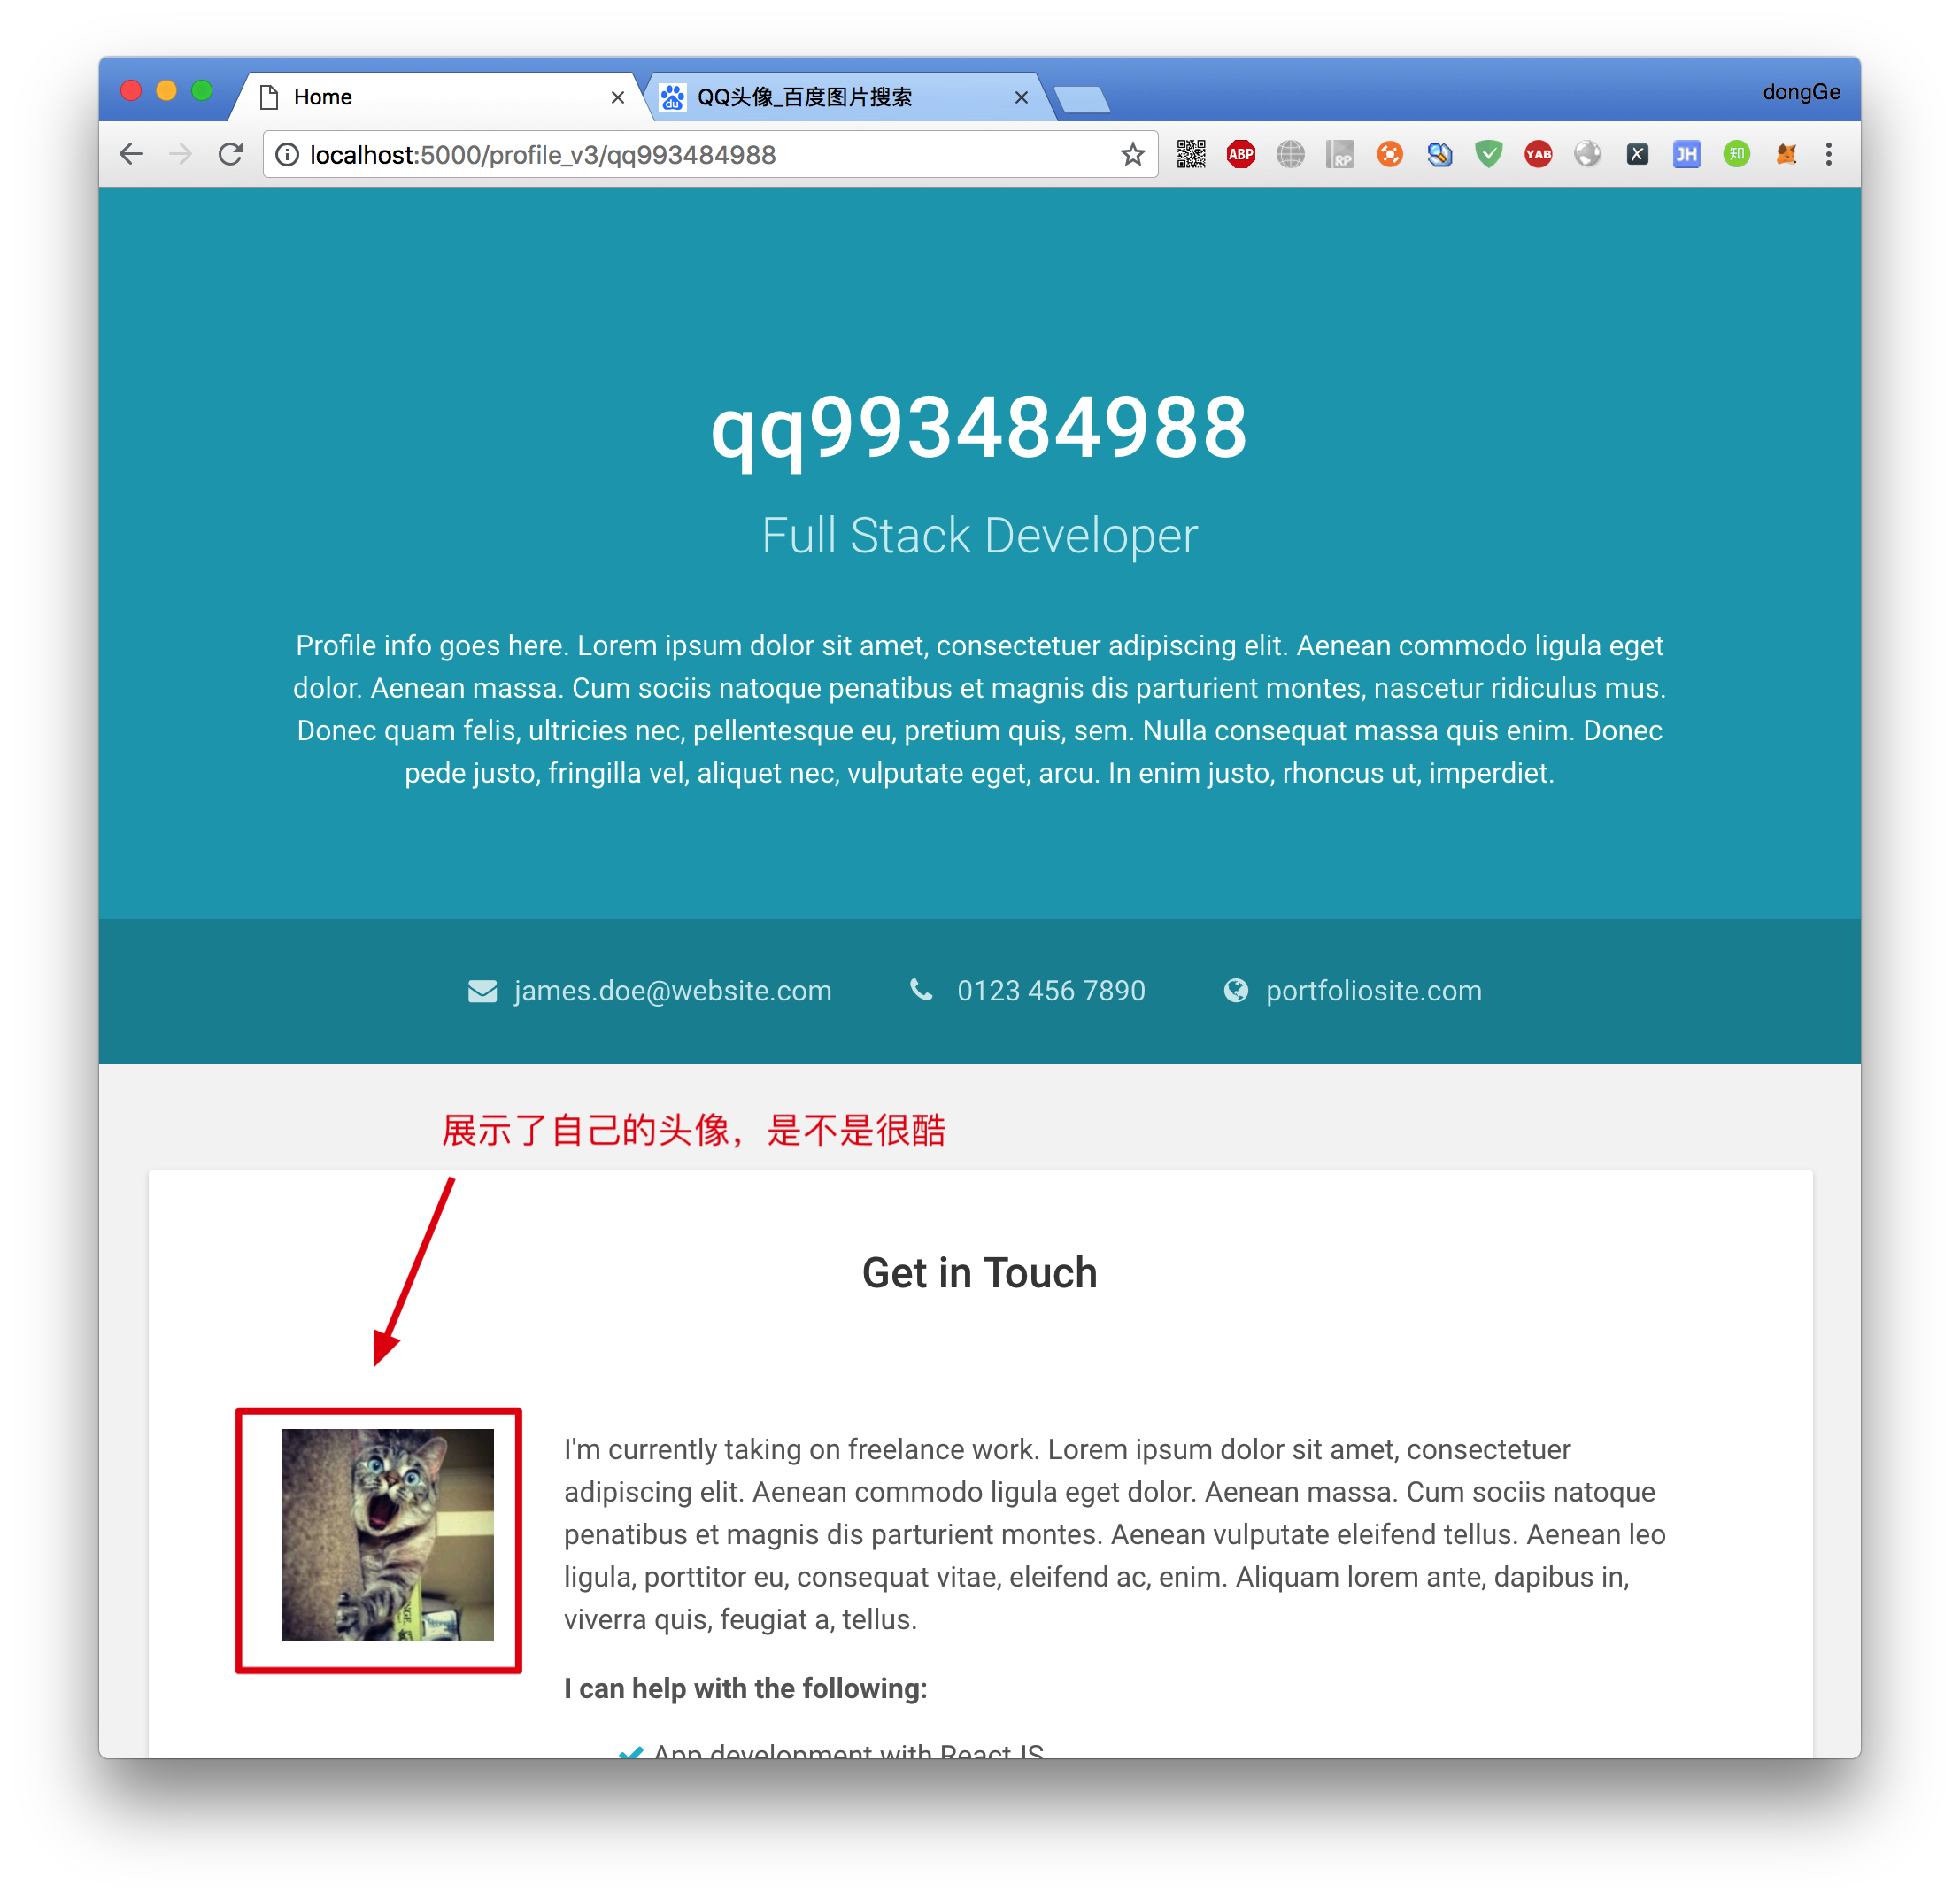 Home
QQ头像_百度图片搜索
dongGe
localhost:5000/profile_v3/qq993484988
ABP
RP
YAB
X
JH
知
qq993484988
Full Stack Developer
Profile info goes here. Lorem ipsum dolor sit amet, consectetuer adipiscing elit. Aenean commodo ligula eget
dolor. Aenean massa. Cum sociis natoque penatibus et magnis dis parturient montes, nascetur ridiculus mus.
Donec quam felis, ultricies nec, pellentesque eu, pretium quis, sem. Nulla consequat massa quis enim. Donec
pede justo, fringilla vel, aliquet nec, vulputate eget, arcu. In enim justo, rhoncus ut, imperdiet.
james.doe@website.com
0123 456 7890
portfoliosite.com
展示了自己的头像，是不是很酷
Get in Touch
I'm currently taking on freelance work. Lorem ipsum dolor sit amet, consectetuer
adipiscing elit. Aenean commodo ligula eget dolor. Aenean massa. Cum sociis natoque
penatibus et magnis dis parturient montes. Aenean vulputate eleifend tellus. Aenean leo
ligula, porttitor eu, consequat vitae, eleifend ac, enim. Aliquam lorem ante, dapibus in,
viverra quis, feugiat a, tellus.
I can help with the following:
App development with React JS